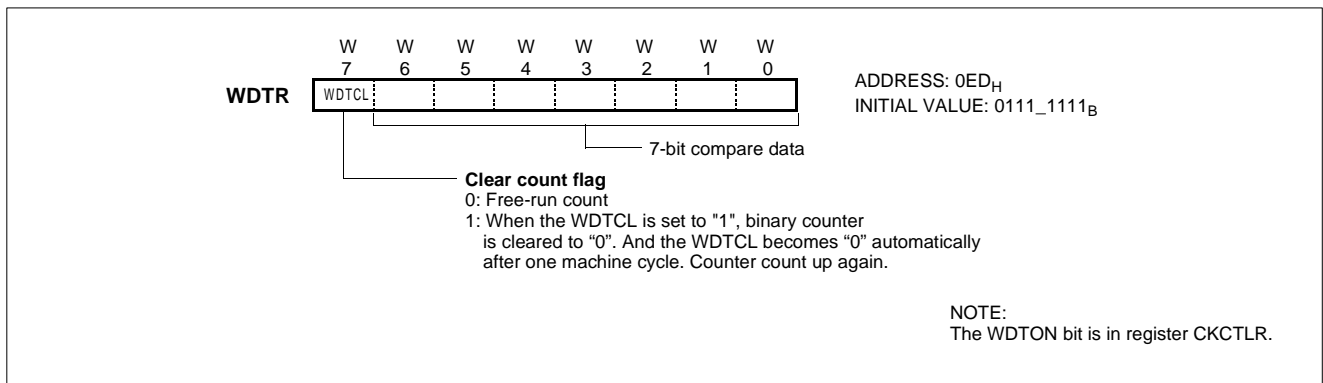 W W W W W W W W
7 6 5 4 3 2 1 0
WDTR
WDTCL
ADDRESS: 0EDH
INITIAL VALUE: 0111_1111B
7-bit compare data
Clear count flag
0: Free-run count
1: When the WDTCL is set to "1", binary counter
is cleared to “0”. And the WDTCL becomes “0” automatically
after one machine cycle. Counter count up again.
NOTE:
The WDTON bit is in register CKCTLR.